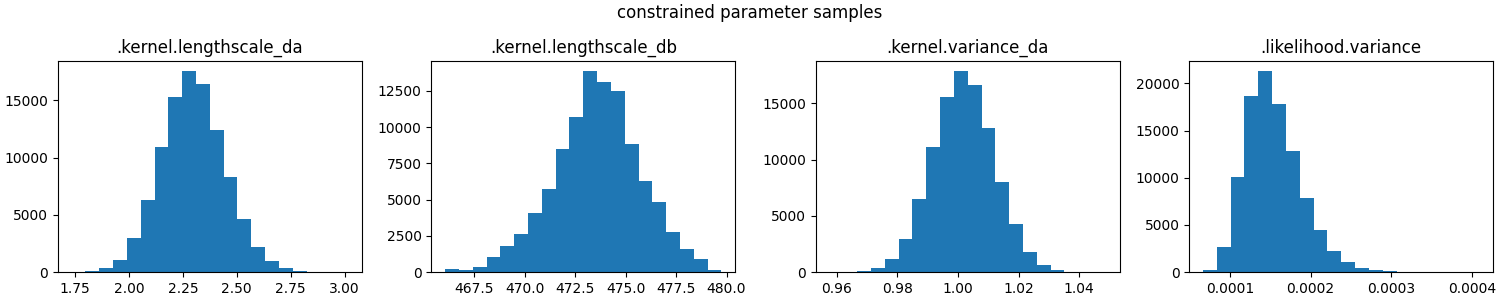 constrained parameter samples
.kernel.lengthscale_da
.kernel.lengthscale_db
.kernel.variance_da
.likelihood.variance
15000
10000
5000
0
1.75 2.00 2.25 2.50 2.75 3.00
12500
10000
7500
5000
2500
0
467.5 470.0 472.5 475.0 477.5 480.0
15000
10000
5000
0
0.96 0.98 1.00 1.02 1.04
20000
15000
10000
5000
0
0.0001 0.0002 0.0003 0.0004